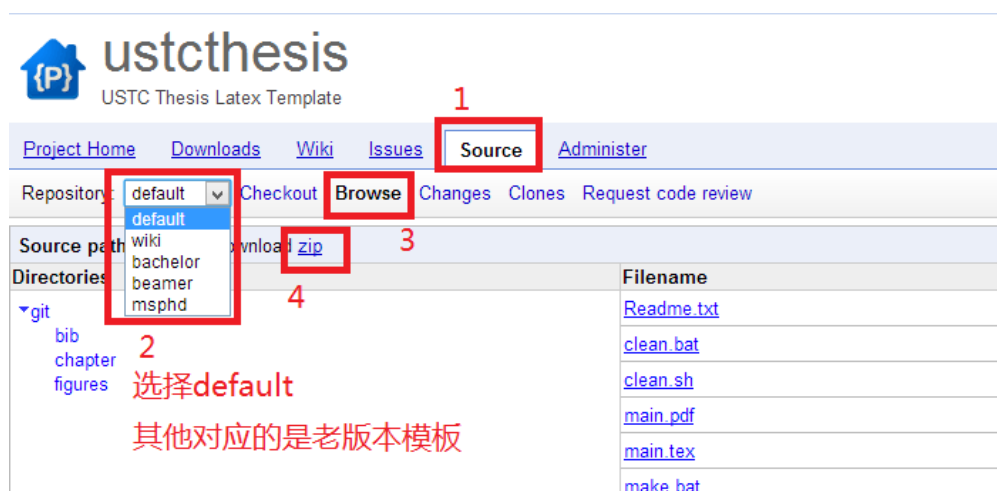 {P}
ustcthesis
USTC Thesis Latex Template
1
Project Home Downloads Wiki Issues Source Administer
Repository: default Checkout Browse Changes Clones Request code review
default
wiki
bachelor
beamer
msphd
Source path zip
3
4
Directories Filename
git
bib
chapter
figures
2
选择default
其他对应的是老版本模板
Readme.txt
clean.bat
clean.sh
main.pdf
main.tex
make.bat